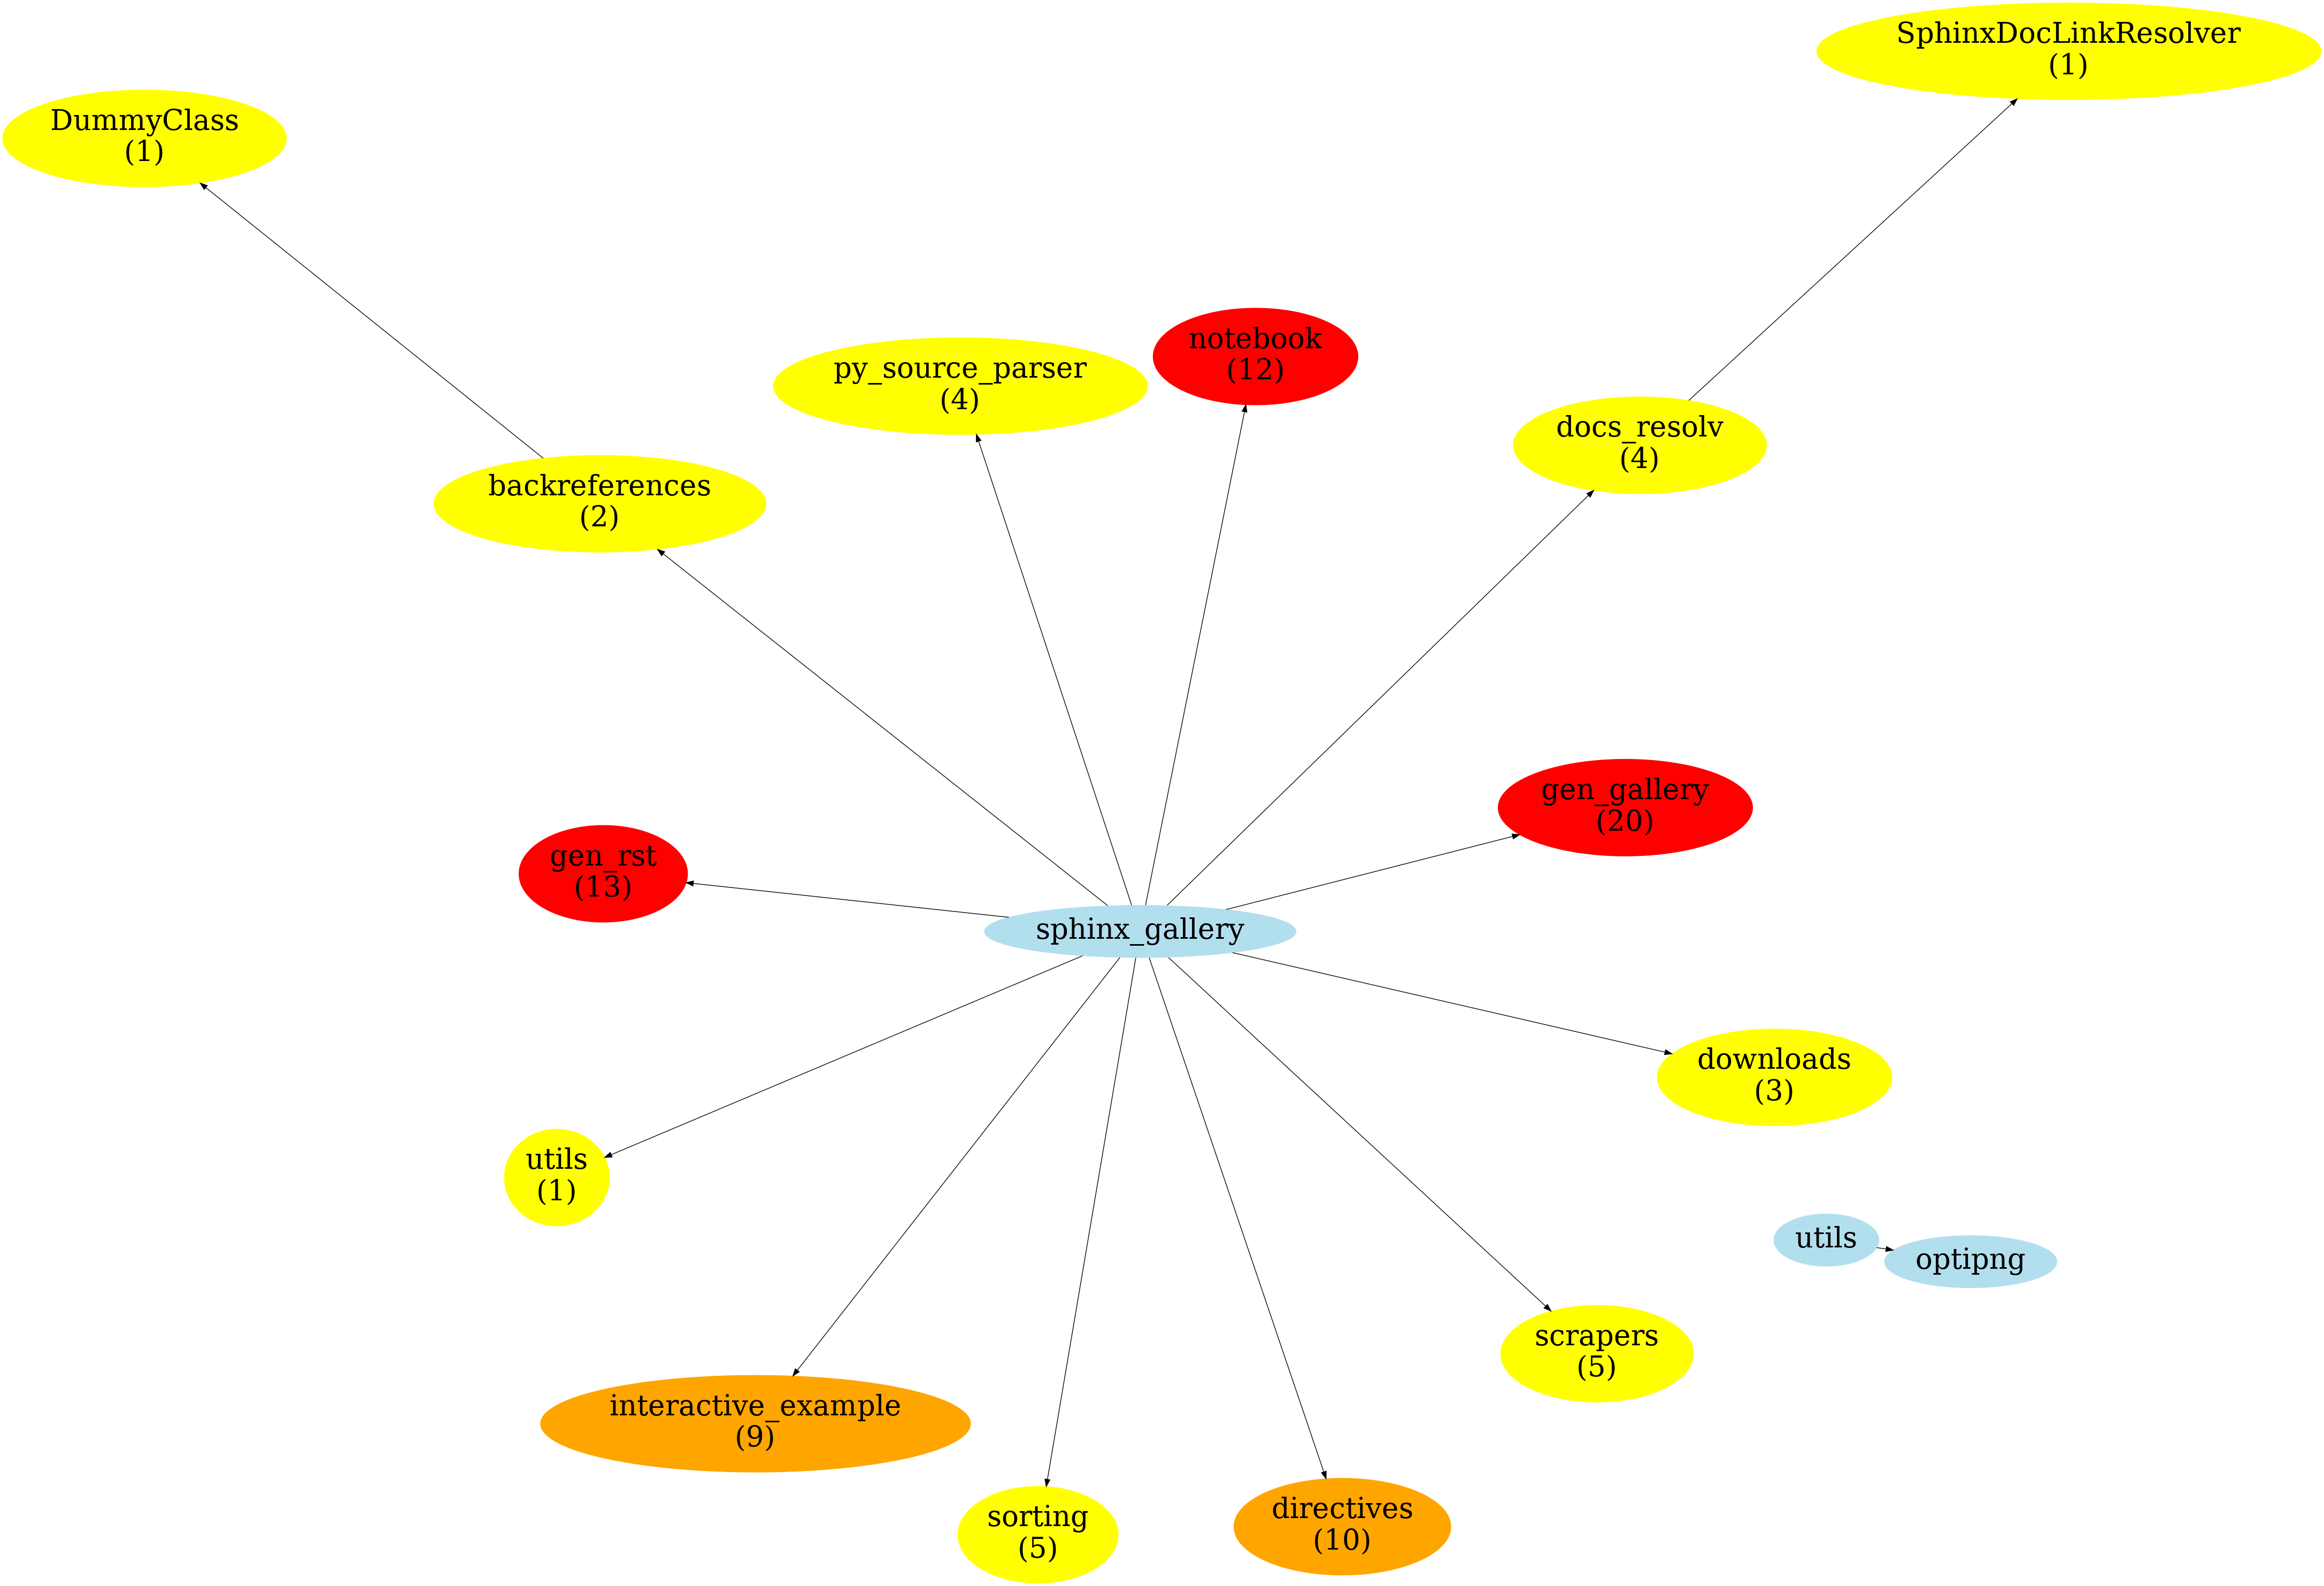 SphinxDocLinkResolver
(1)
DummyClass
(1)
notebook
(12)
py_source_parser
(4)
docs_resolv
(4)
backreferences
(2)
gen_gallery
(20)
gen_rst
(13)
sphinx_gallery
downloads
(3)
utils
(1)
utils
optipng
scrapers
(5)
interactive_example
(9)
directives
(10)
sorting
(5)